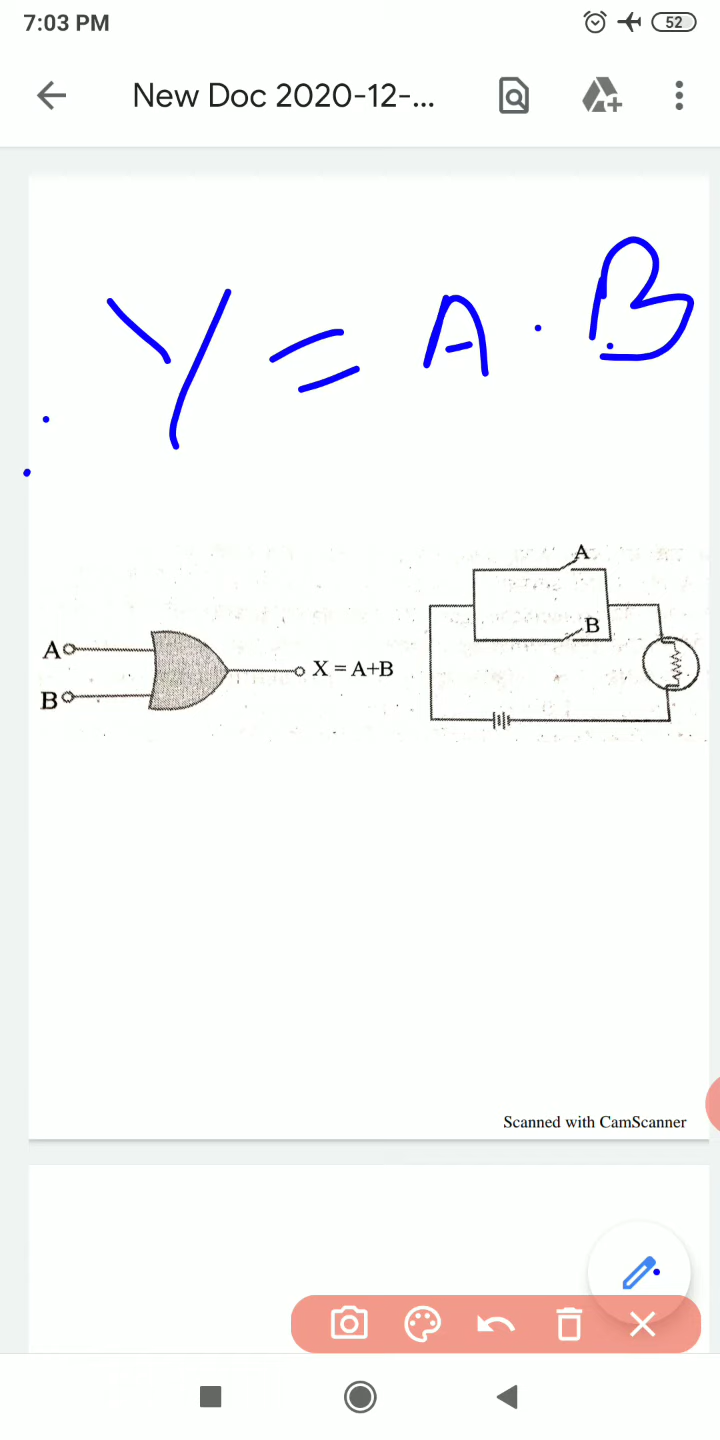 7:03 PM
52
New Doc 2020-12-...
Y = A . B
A
A
B
B
X = A+B
Scanned with CamScanner